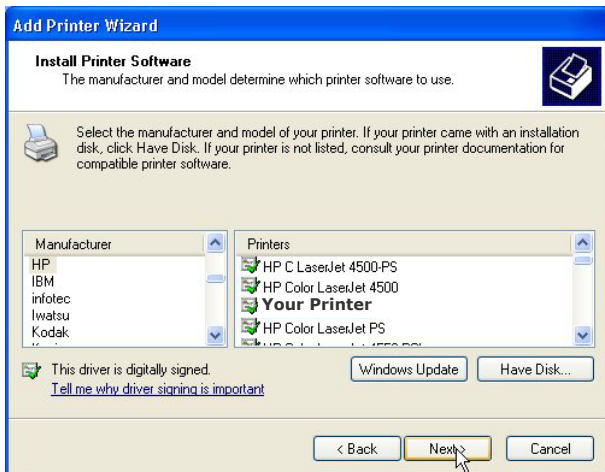 Add Printer Wizard
Install Printer Software
The manufacturer and model determine which printer software to use.
Select the manufacturer and model of your printer. If your printer came with an installation
disk, click Have Disk. If your printer is not listed, consult your printer documentation for
compatible printer software.
Manufacturer
HP
IBM
infotec
Iwatsu
Kodak
Printers
HP C LaserJet 4500-PS
HP Color LaserJet 4500
Your Printer
HP Color LaserJet PS
This driver is digitally signed.
Tell me why driver signing is important
Windows Update
Have Disk...
< Back
Next >
Cancel